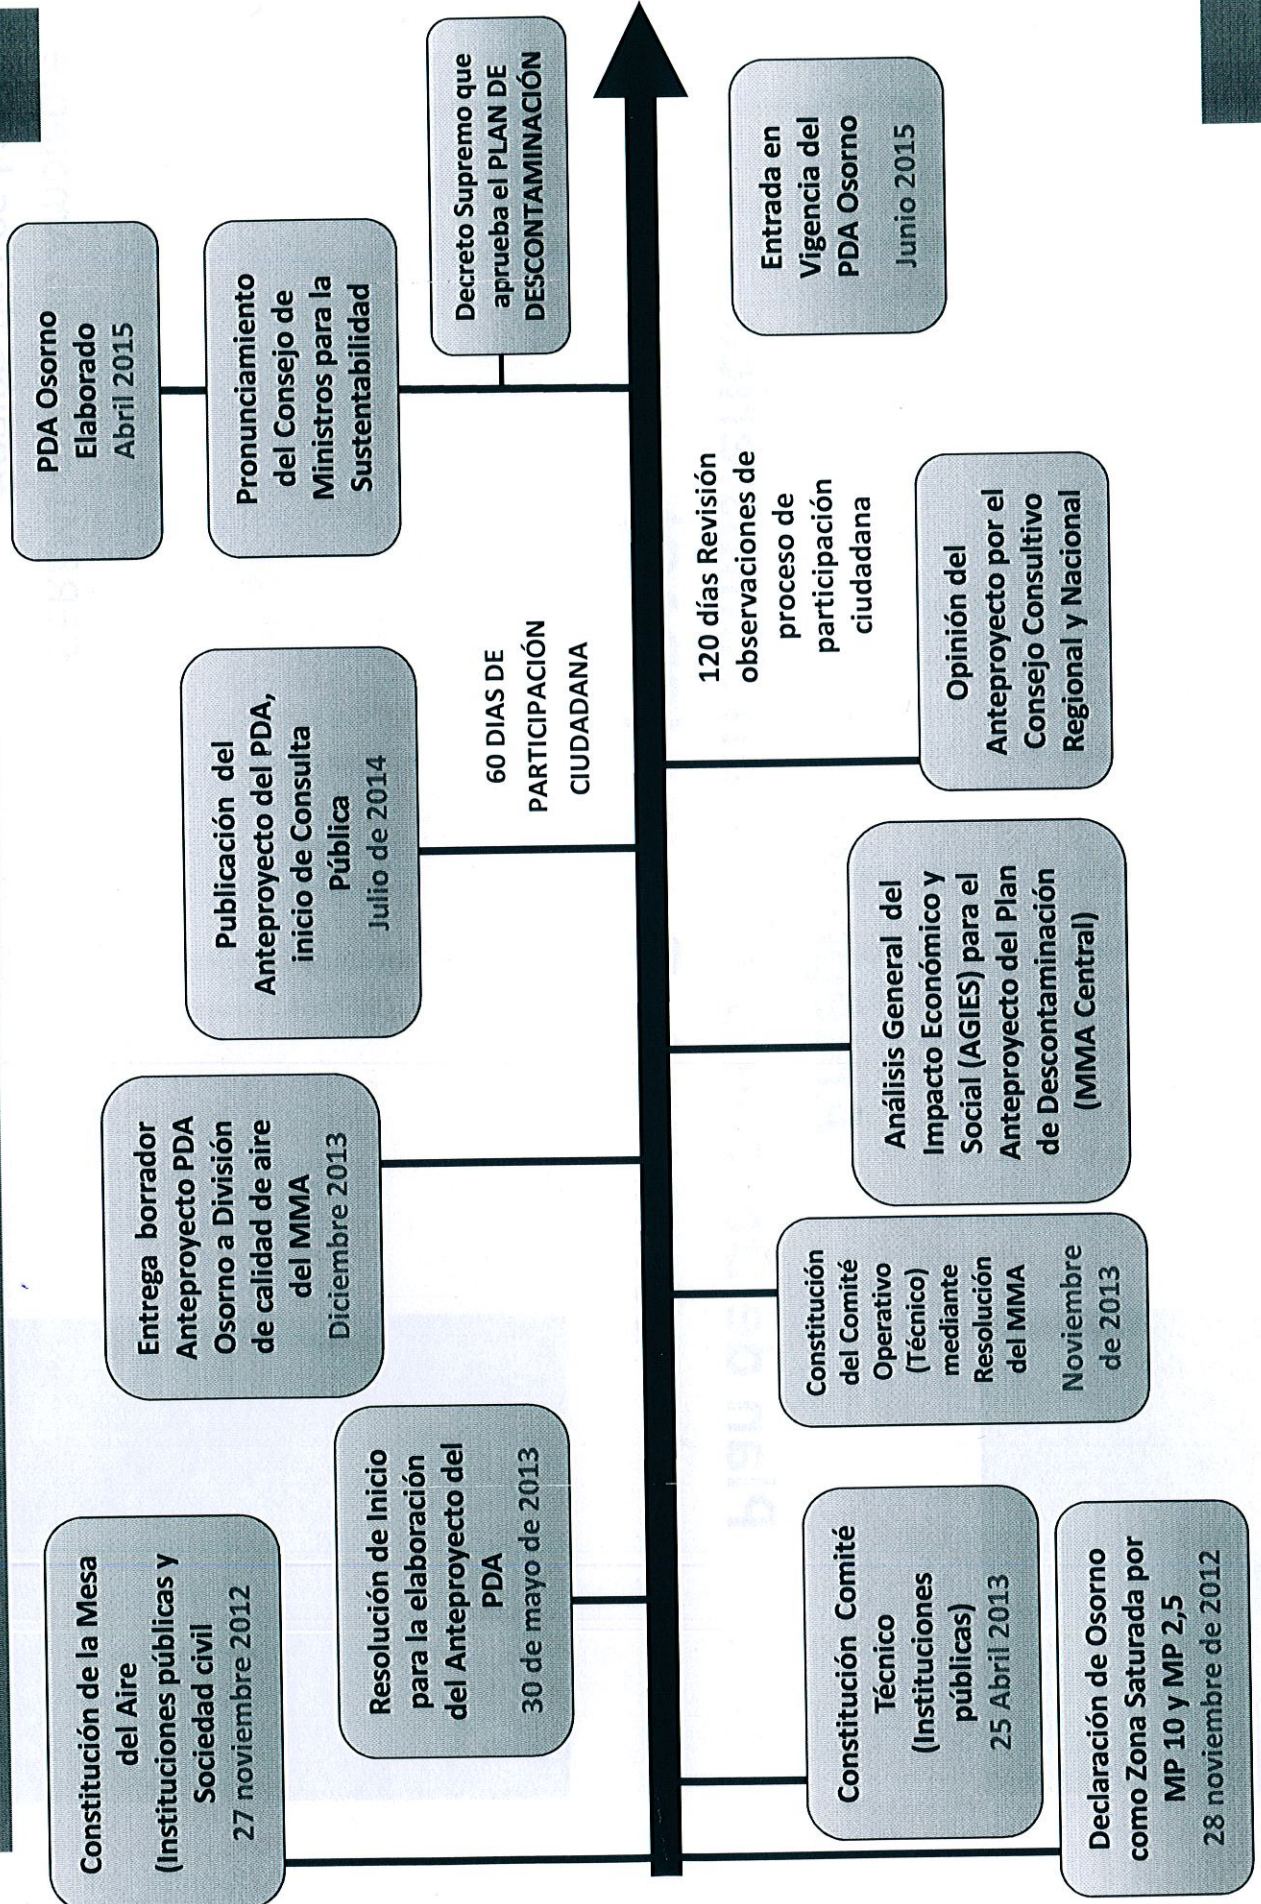 Constitución de la Mesa
del Aire
(Instituciones públicas y
Sociedad civil)
27 noviembre 2012
Resolución de Inicio
para la elaboración
del Anteproyecto del
PDA
30 de mayo de 2013
Entrega borrador
Anteproyecto PDA
Osorno a División
de calidad de aire
del MMA
Diciembre 2013
Publicación del
Anteproyecto del PDA,
inicio de Consulta
Pública
Julio de 2014
60 DIAS DE
PARTICIPACIÓN
CIUDADANA
PDA Osorno
Elaborado
Abril 2015
Pronunciamiento
del Consejo de
Ministros para la
Sustentabilidad
Decreto Supremo que
aprueba el PLAN DE
DESCONTAMINACIÓN
Constitución Comité
Técnico
(Instituciones
públicas)
25 Abril 2013
Declaración de Osorno
como Zona Saturada por
MP 10 y MP 2,5
28 noviembre de 2012
Constitución
del Comité
Operativo
(Técnico)
mediante
Resolución
del MMA
Noviembre
de 2013
Análisis General del
Impacto Económico y
Social (AGIES) para el
Anteproyecto del Plan
de Descontaminación
(MMA Central)
Opinión del
Anteproyecto por el
Consejo Consultivo
Regional y Nacional
120 días Revisión
observaciones de
proceso de
participación
ciudadana
Entrada en
Vigencia del
PDA Osorno
Junio 2015